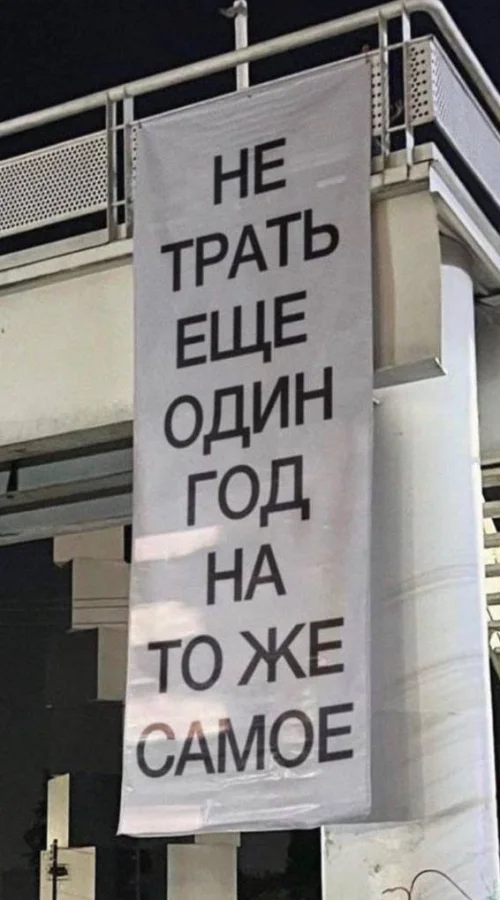 НЕ
ТРАТЬ
ЕЩЕ
ОДИН
ГОД
НА
ТО ЖЕ
САМОЕ